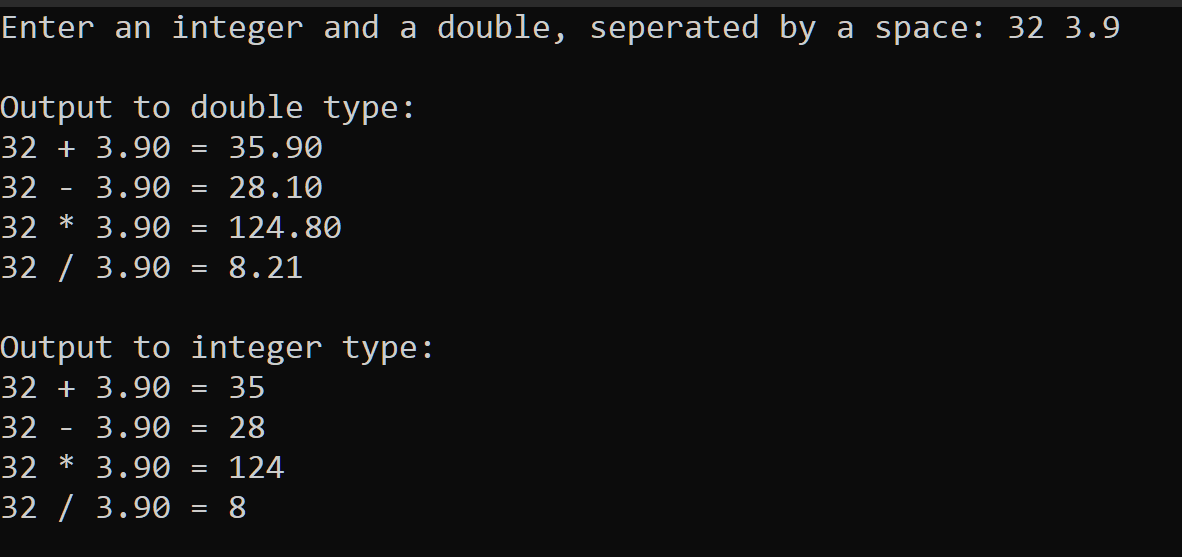 Enter an integer and a double, seperated by a space: 32 3.9
Output to double type:
32 + 3.90 = 35.90
32 - 3.90 = 28.10
32 * 3.90 = 124.80
32 / 3.90 = 8.21
Output to integer type:
32 + 3.90 = 35
32 - 3.90 = 28
32 * 3.90 = 124
32 / 3.90 = 8